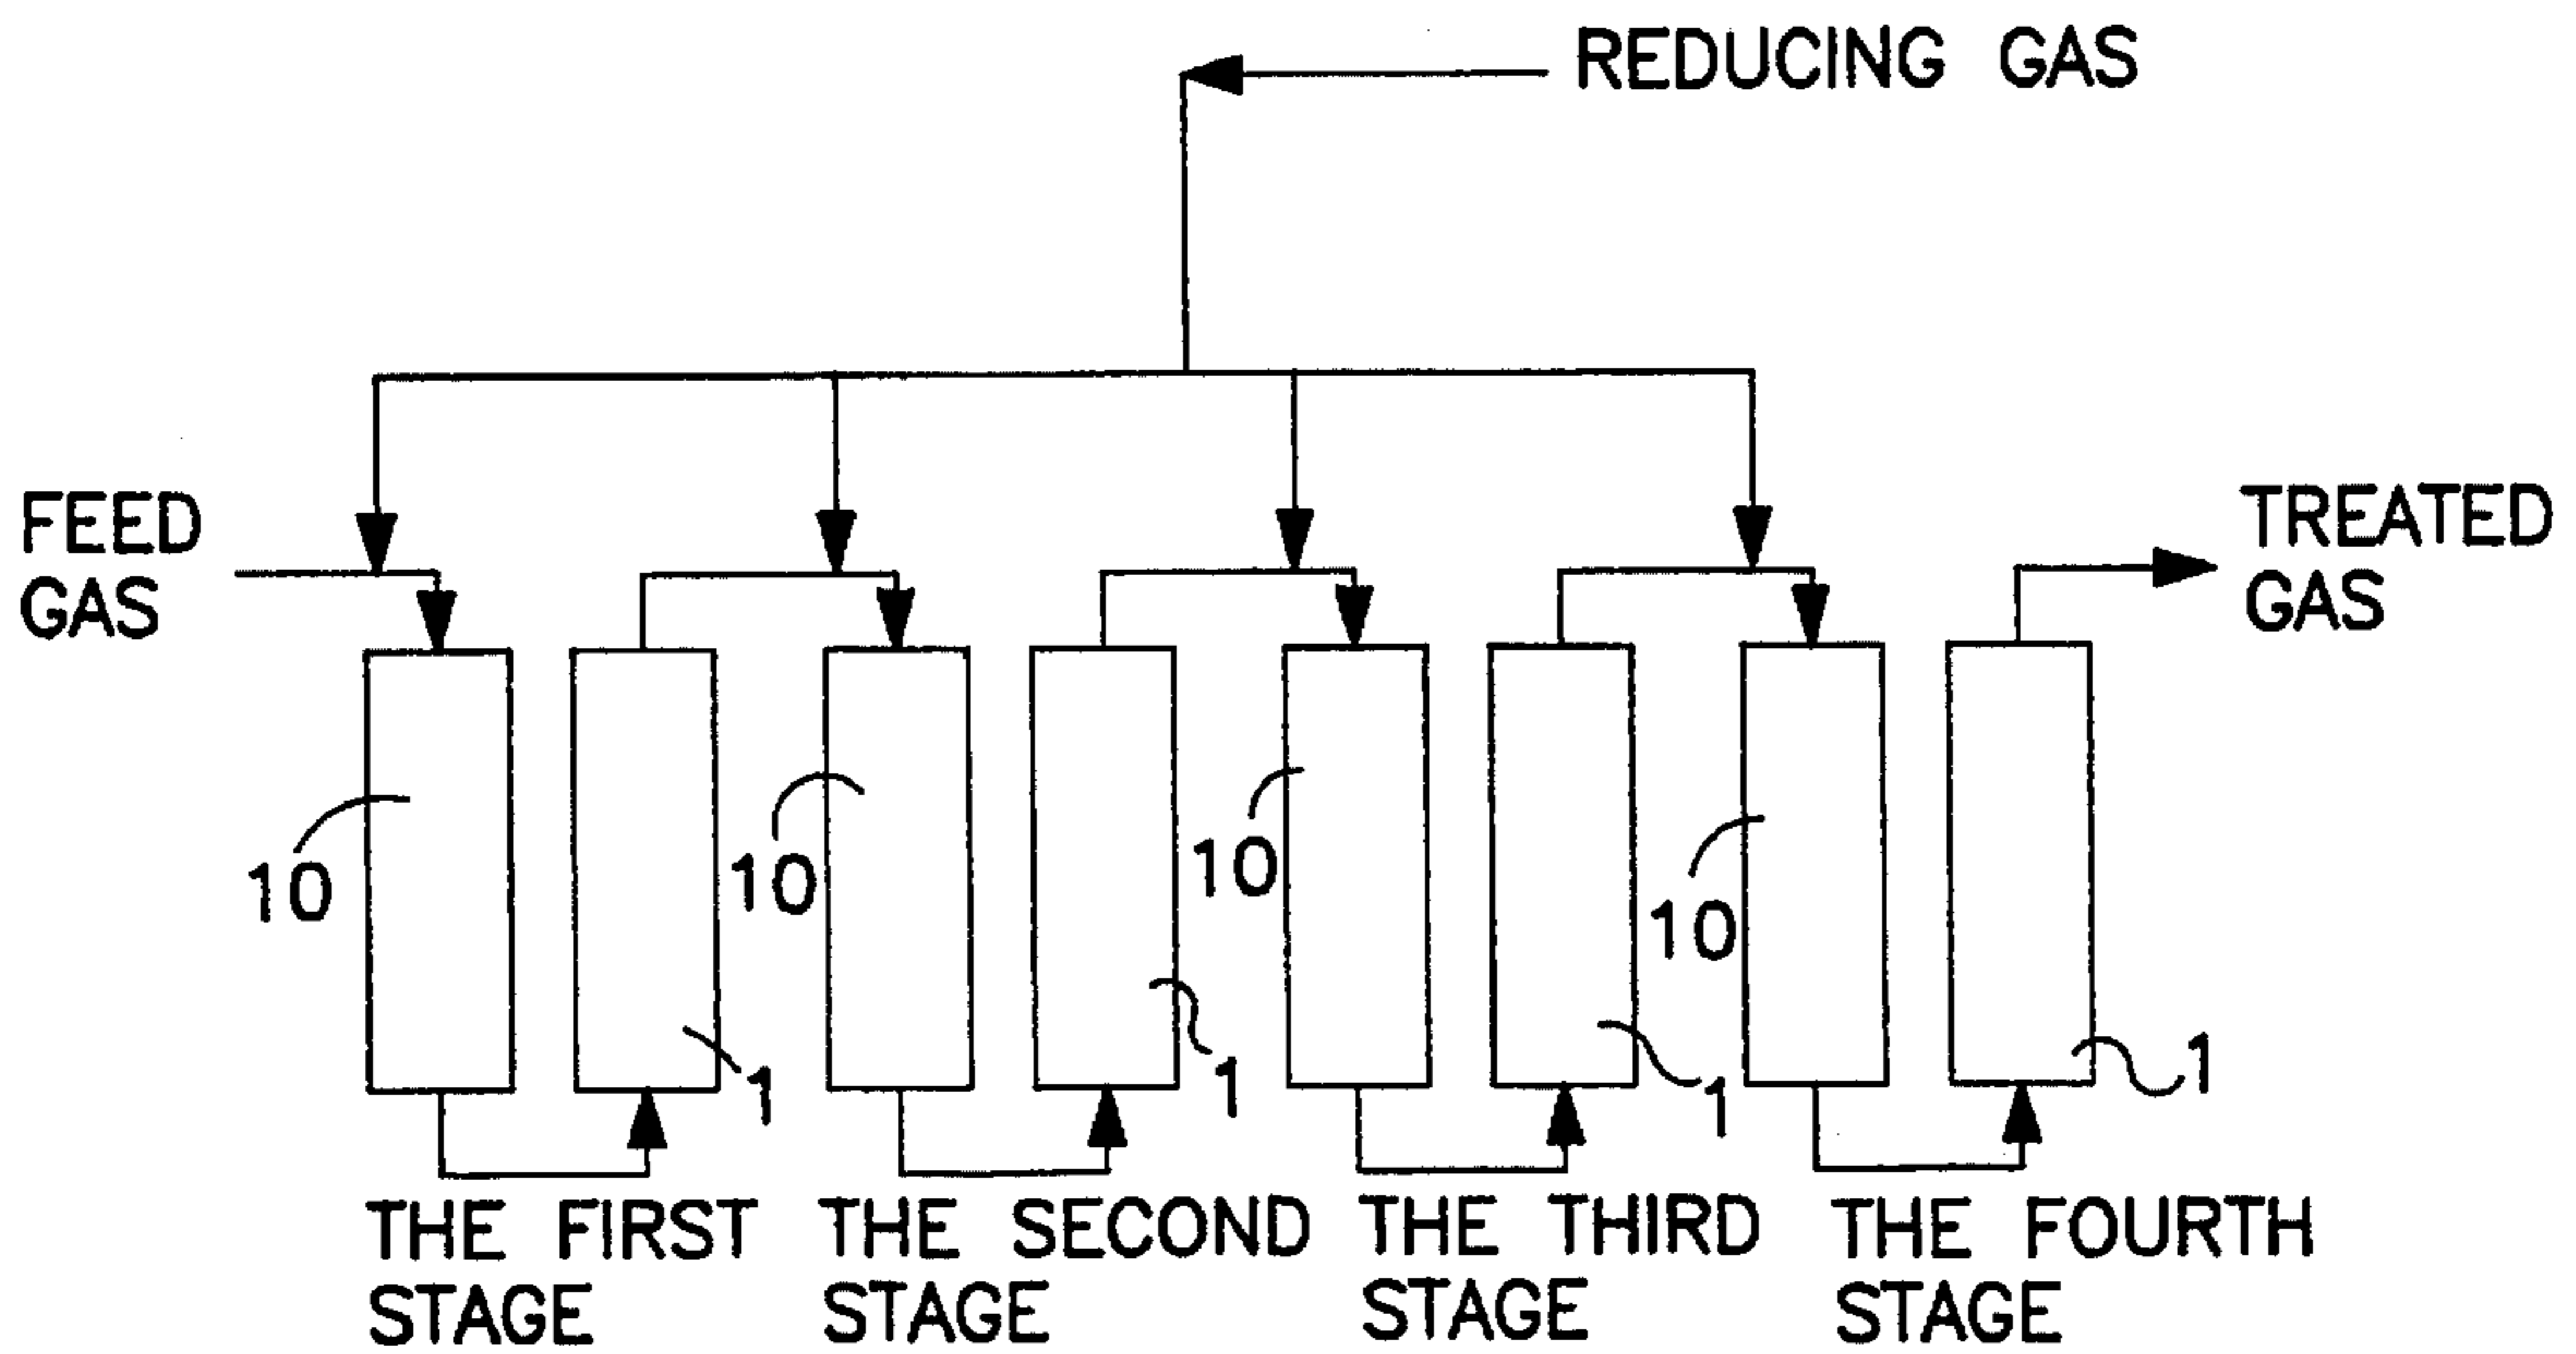 REDUCING GAS
FEED
GAS
TREATED
GAS
10
10
10
10
1
1
1
1
THE FIRST
STAGE
THE SECOND
STAGE
THE THIRD
STAGE
THE FOURTH
STAGE